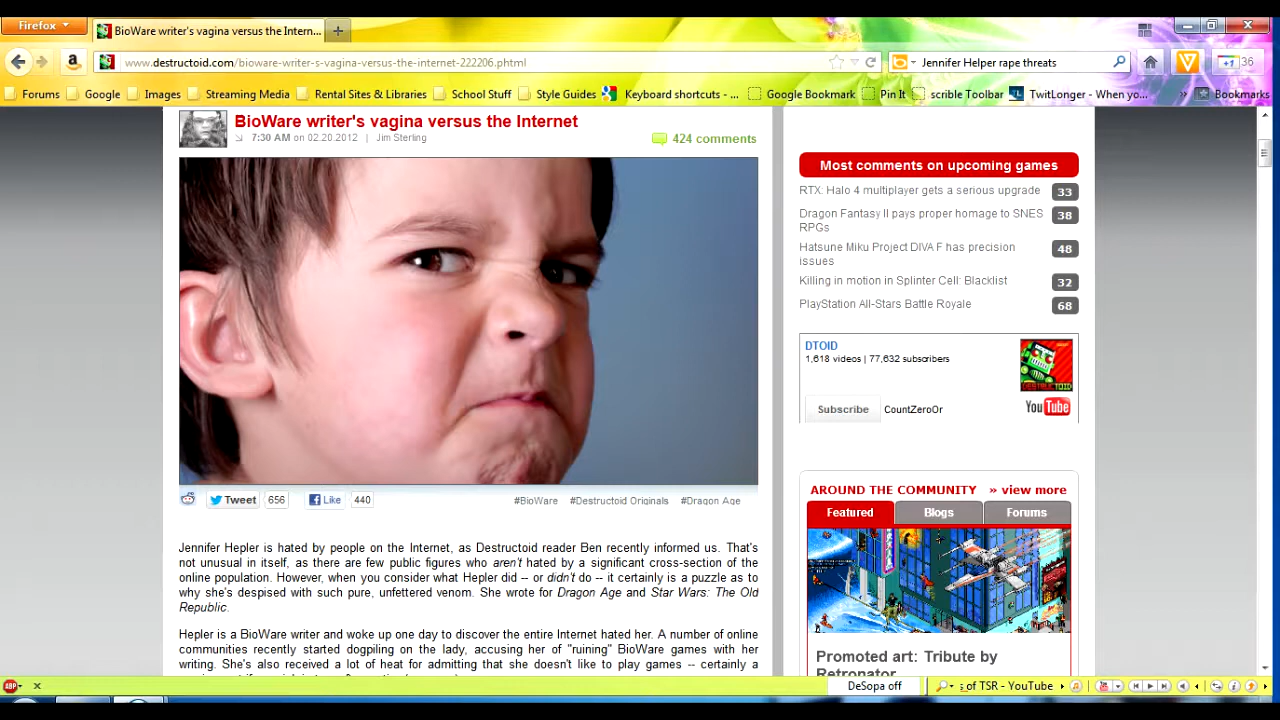 Firefox
BioWare writer's vagina versus the Intern...
www.destructoid.com/bioware-writer-s-vagina-versus-the-internet-222206.phtml
Jennifer Helper rape threats
+1 36
Forums Google Images Streaming Media Rental Sites & Libraries School Stuff Style Guides Keyboard shortcuts - ... Google Bookmark Pin It scrible Toolbar TwitLonger - When yo... » Bookmarks
BioWare writer's vagina versus the Internet
7:30 AM on 02.20.2012 | Jim Sterling
424 comments
Tweet 656 Like 440
#BioWare #Destructoid Originals #Dragon Age
Jennifer Hepler is hated by people on the Internet, as Destructoid reader Ben recently informed us. That's
not unusual in itself, as there are few public figures who aren't hated by a significant cross-section of the
online population. However, when you consider what Hepler did -- or didn't do -- it certainly is a puzzle as to
why she's despised with such pure, unfettered venom. She wrote for Dragon Age and Star Wars: The Old
Republic.
Hepler is a BioWare writer and woke up one day to discover the entire Internet hated her. A number of online
communities recently started dogpiling on the lady, accusing her of "ruining" BioWare games with her
writing. She's also received a lot of heat for admitting that she doesn't like to play games -- certainly a
Most comments on upcoming games
RTX: Halo 4 multiplayer gets a serious upgrade 33
Dragon Fantasy II pays proper homage to SNES 38
RPGs
Hatsune Miku Project DIVA F has precision 48
issues
Killing in motion in Splinter Cell: Blacklist 32
PlayStation All-Stars Battle Royale 68
DTOID
1,618 videos | 77,632 subscribers
DESTRUCTOID
Subscribe CountZeroOr
YouTube
AROUND THE COMMUNITY » view more
Featured Blogs Forums
Promoted art: Tribute by
Retronator
ABP
DeSopa off
s of TSR - YouTube